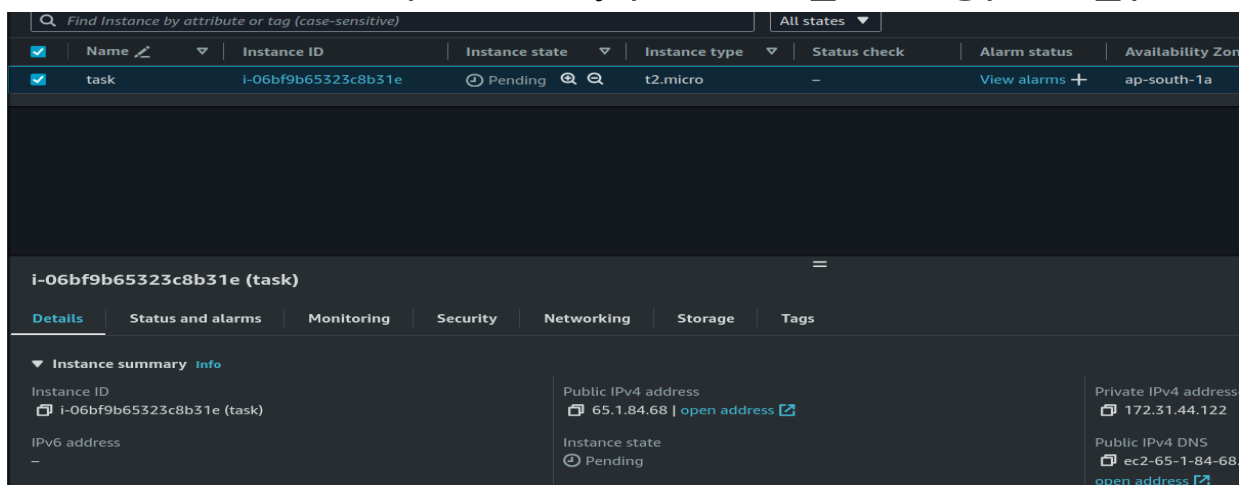 Find Instance by attribute or tag (case-sensitive) All states
Name Instance ID Instance state Instance type Status check Alarm status Availability Zon
task i-06bf9b65323c8b31e Pending t2.micro – View alarms + ap-south-1a
i-06bf9b65323c8b31e (task)
Details Status and alarms Monitoring Security Networking Storage Tags
Instance summary Info
Instance ID Public IPv4 address Private IPv4 address
i-06bf9b65323c8b31e (task) 65.1.84.68 | open address 172.31.44.122
IPv6 address Instance state Public IPv4 DNS
– Pending ec2-65-1-84-68.
open address